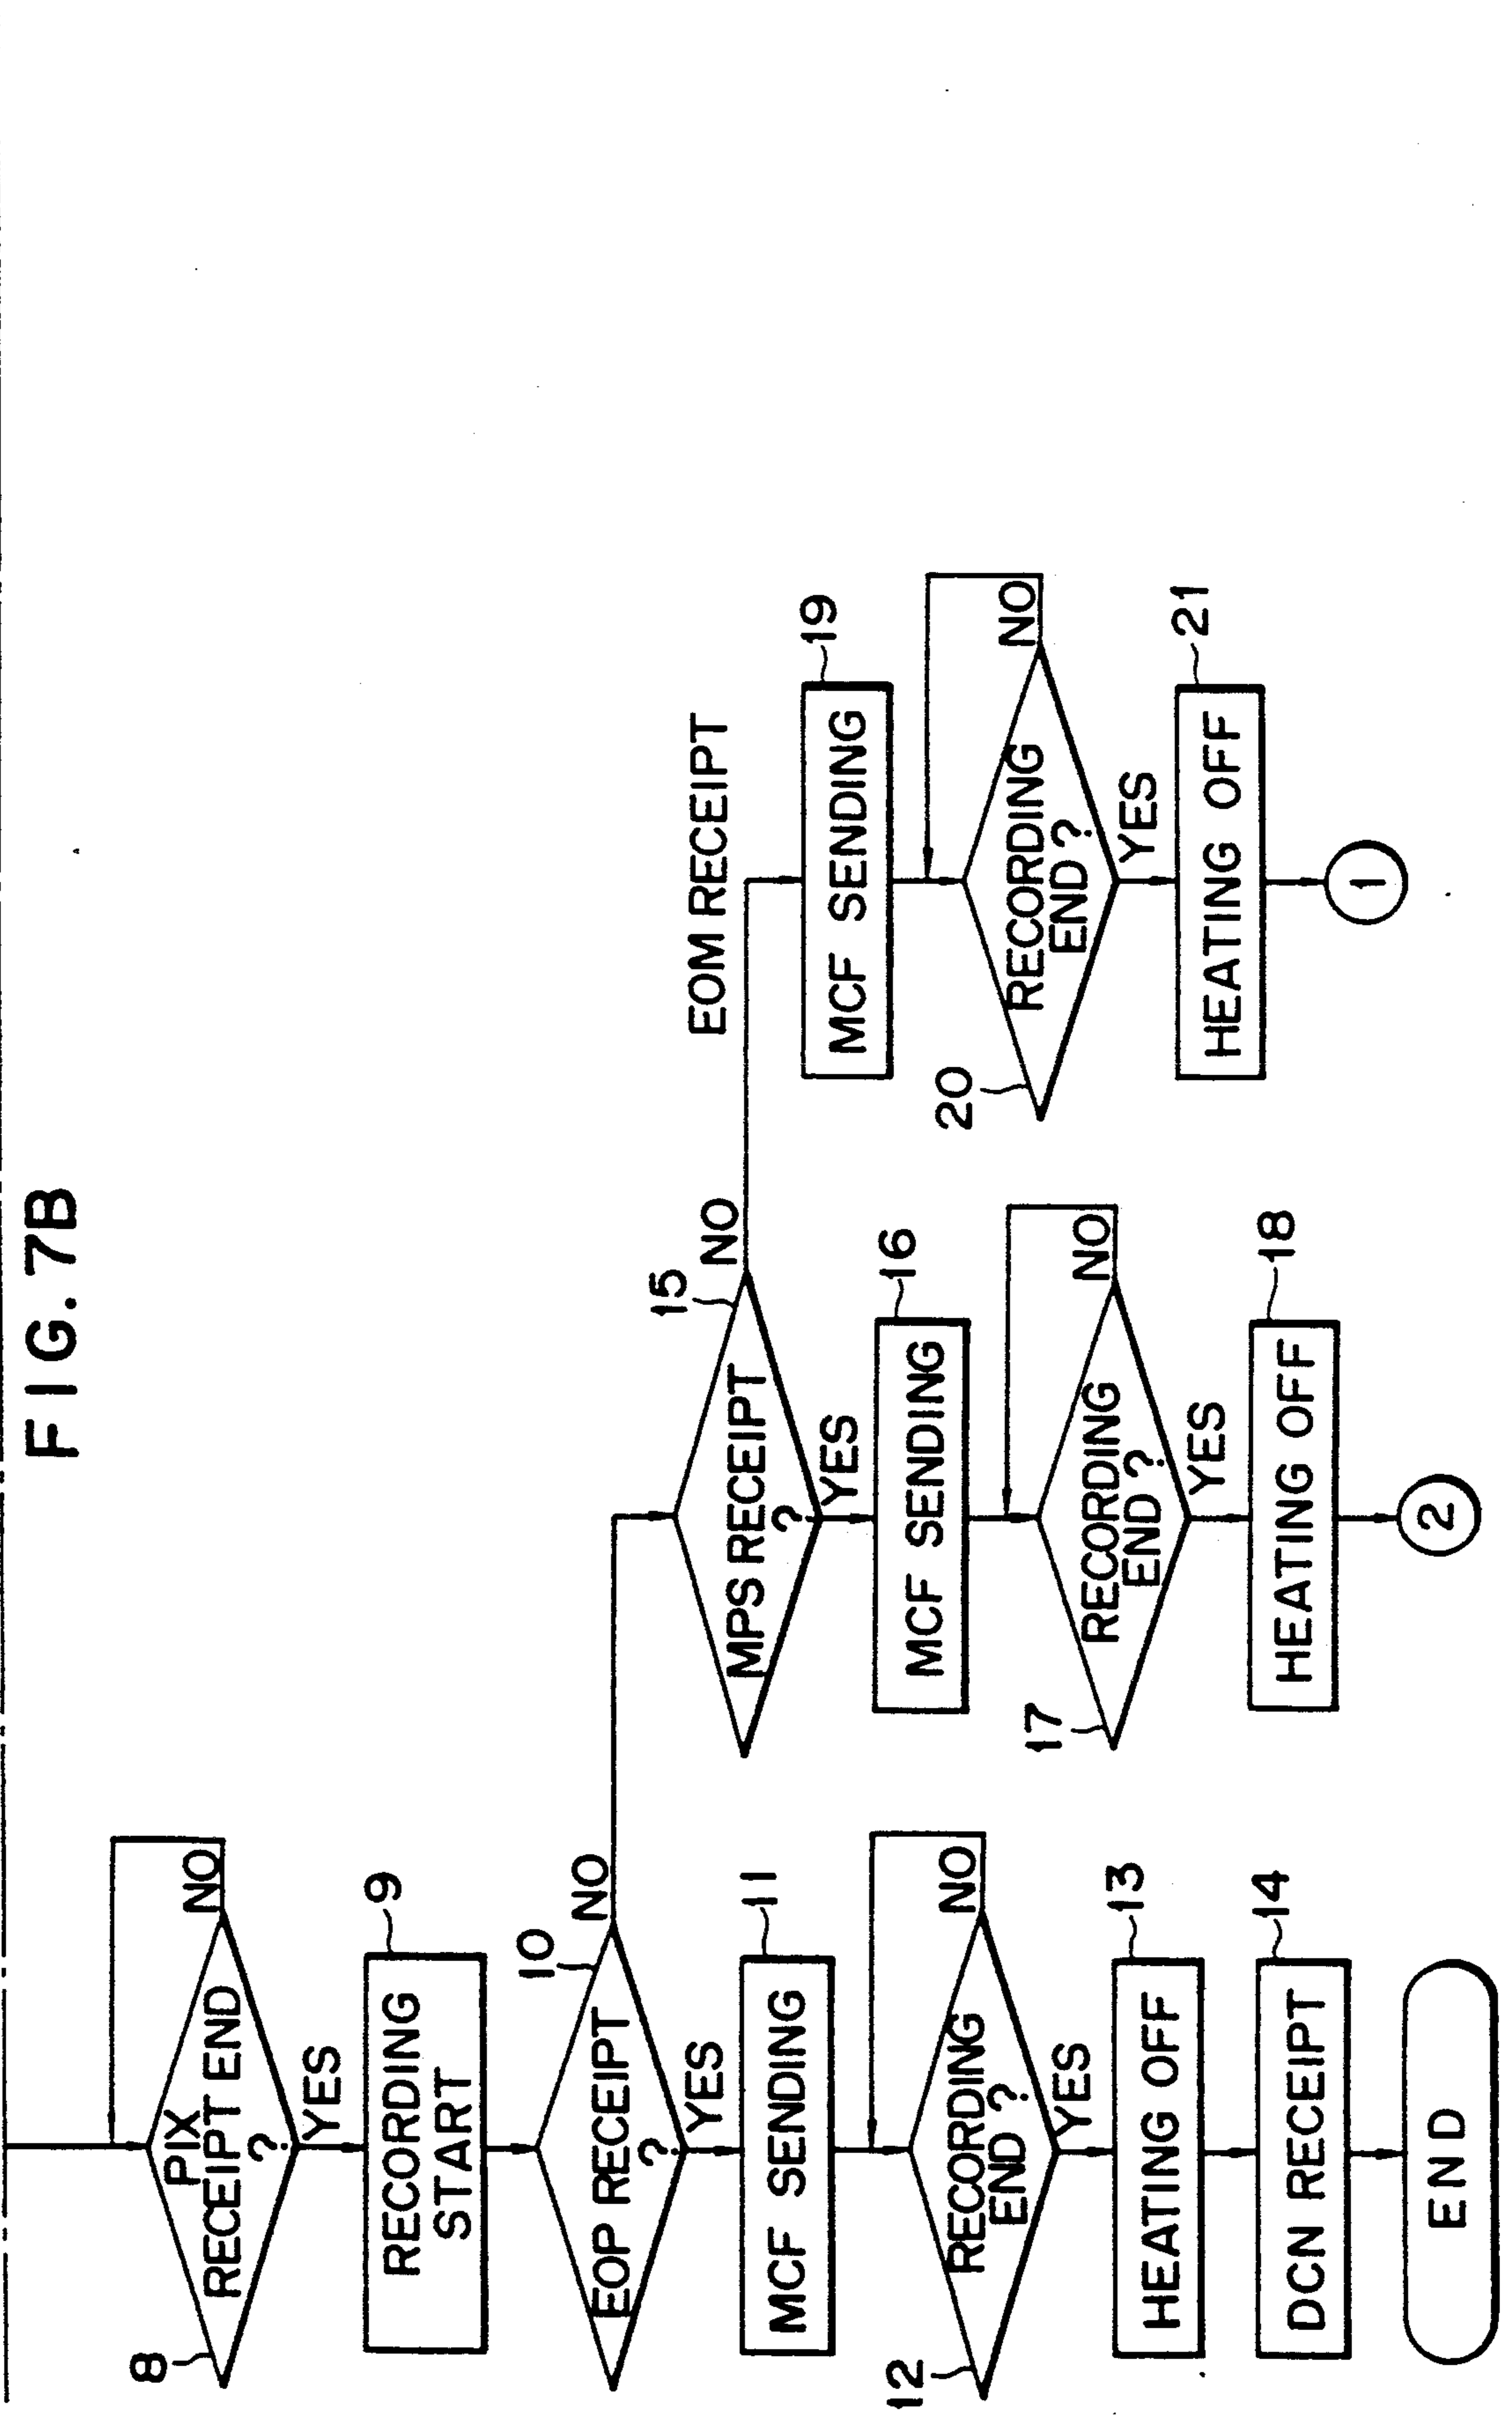 FIG. 7B
8
PIX
RECEIPT END
?
NO
YES
9
RECORDING
START
10
EOP RECEIPT
?
NO
YES
11
MCF SENDING
12
RECORDING
END ?
NO
YES
13
HEATING OFF
14
DCN RECEIPT
END
15
MPS RECEIPT
?
NO
YES
16
MCF SENDING
17
RECORDING
END ?
NO
YES
18
HEATING OFF
2
EOM RECEIPT
19
MCF SENDING
20
RECORDING
END ?
NO
YES
21
HEATING OFF
1